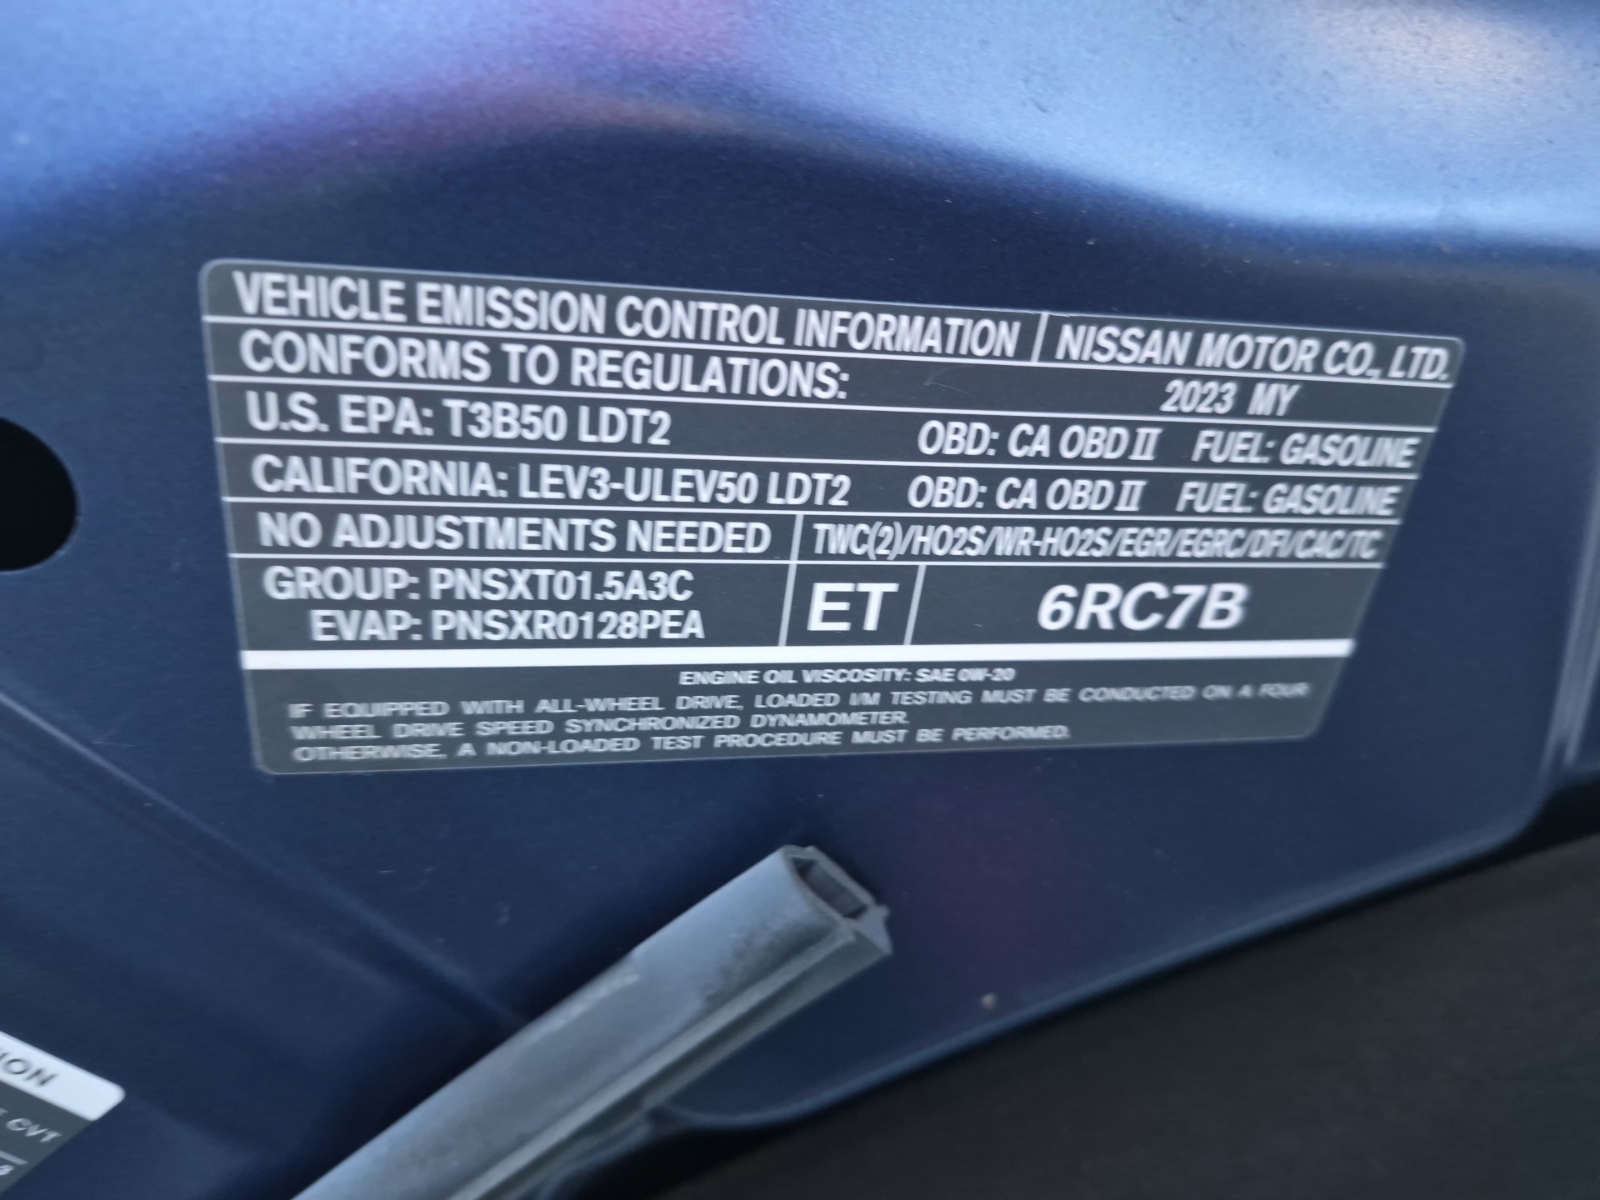 VEHICLE EMISSION CONTROL INFORMATION | NISSAN MOTOR CO., LTD.
CONFORMS TO REGULATIONS: 2023 MY
U.S. EPA: T3B50 LDT2 OBD: CA OBD II FUEL: GASOLINE
CALIFORNIA: LEV3-ULEV50 LDT2 OBD: CA OBD II FUEL: GASOLINE
NO ADJUSTMENTS NEEDED TWC(2)/HO2S/WR-HO2S/EGR/EGRC/DFI/CAC/TC
GROUP: PNSXT01.5A3C
EVAP: PNSXR0128PEA
ET 6RC7B
ENGINE OIL VISCOSITY: SAE 0W-20
IF EQUIPPED WITH ALL-WHEEL DRIVE, LOADED I/M TESTING MUST BE CONDUCTED ON A FOUR
WHEEL DRIVE SPEED SYNCHRONIZED DYNAMOMETER.
OTHERWISE, A NON-LOADED TEST PROCEDURE MUST BE PERFORMED.
ION
CVT